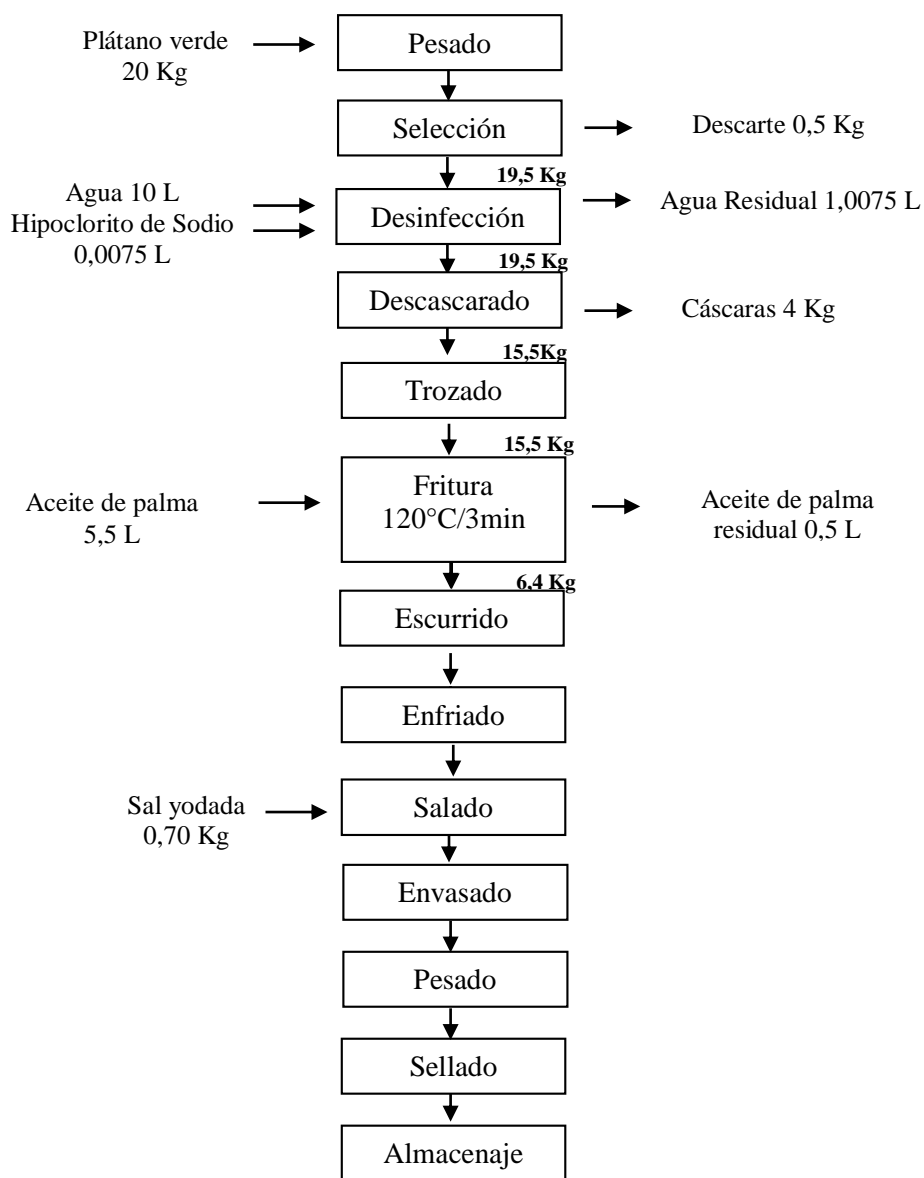 Plátano verde
20 Kg
Pesado
Selección
Descarte 0,5 Kg
19,5 Kg
Agua 10 L
Hipoclorito de Sodio
0,0075 L
Desinfección
Agua Residual 1,0075 L
19,5 Kg
Descascarado
Cáscaras 4 Kg
15,5Kg
Trozado
15,5 Kg
Aceite de palma
5,5 L
Fritura
120°C/3min
Aceite de palma
residual 0,5 L
6,4 Kg
Escurrido
Enfriado
Sal yodada
0,70 Kg
Salado
Envasado
Pesado
Sellado
Almacenaje